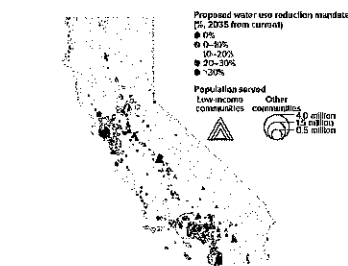 Proposed water use reduction mandate
(%, 2035 from current)
0%
0–10%
10–20%
20–30%
>30%
Population served
Low-income communities
Other communities
4.0 million
1.5 million
0.5 million